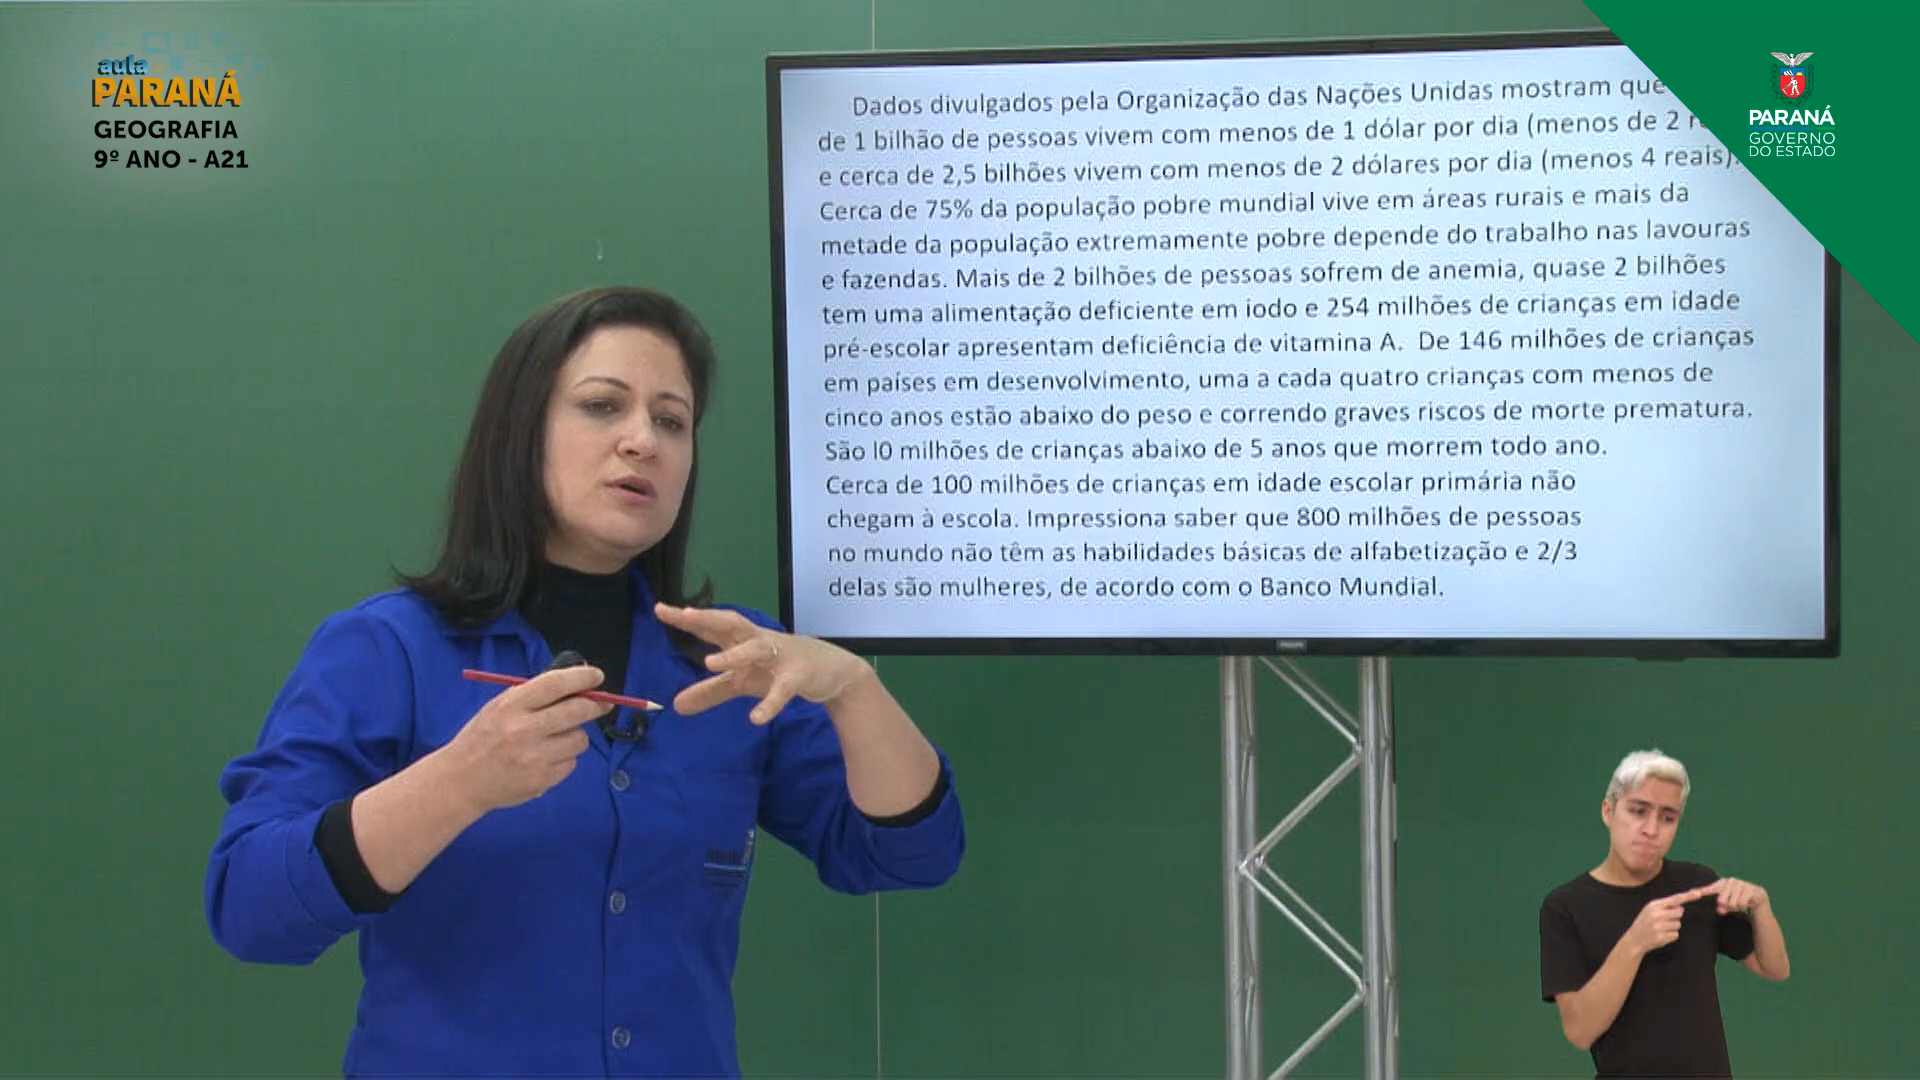 aula
PARANÁ
GEOGRAFIA
9º ANO - A21
Dados divulgados pela Organização das Nações Unidas mostram que
de 1 bilhão de pessoas vivem com menos de 1 dólar por dia (menos de 2
e cerca de 2,5 bilhões vivem com menos de 2 dólares por dia (menos 4 reais).
Cerca de 75% da população pobre mundial vive em áreas rurais e mais da
metade da população extremamente pobre depende do trabalho nas lavouras
e fazendas. Mais de 2 bilhões de pessoas sofrem de anemia, quase 2 bilhões
tem uma alimentação deficiente em iodo e 254 milhões de crianças em idade
pré-escolar apresentam deficiência de vitamina A. De 146 milhões de crianças
em países em desenvolvimento, uma a cada quatro crianças com menos de
cinco anos estão abaixo do peso e correndo graves riscos de morte prematura.
São l0 milhões de crianças abaixo de 5 anos que morrem todo ano.
Cerca de 100 milhões de crianças em idade escolar primária não
chegam à escola. Impressiona saber que 800 milhões de pessoas
no mundo não têm as habilidades básicas de alfabetização e 2/3
delas são mulheres, de acordo com o Banco Mundial.
PARANÁ
GOVERNO
DO ESTADO
PHILIPS